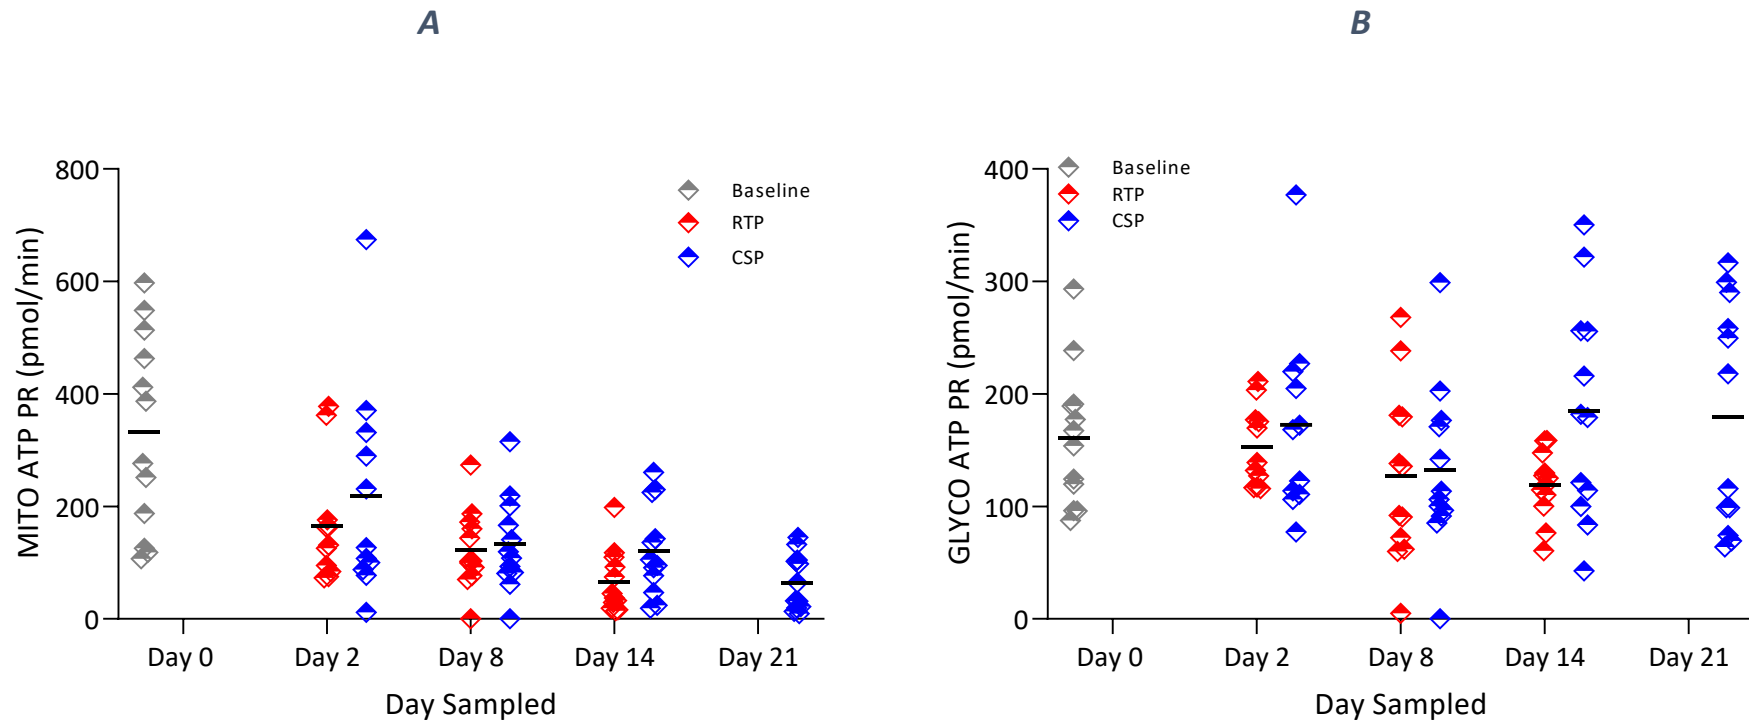 A
MITO ATP PR (pmol/min)
800
600
400
200
0
Baseline
RTP
CSP
Day 0
Day 2
Day 8
Day 14
Day 21
Day Sampled
B
GLYCO ATP PR (pmol/min)
400
300
200
100
0
Baseline
RTP
CSP
Day 0
Day 2
Day 8
Day 14
Day 21
Day Sampled